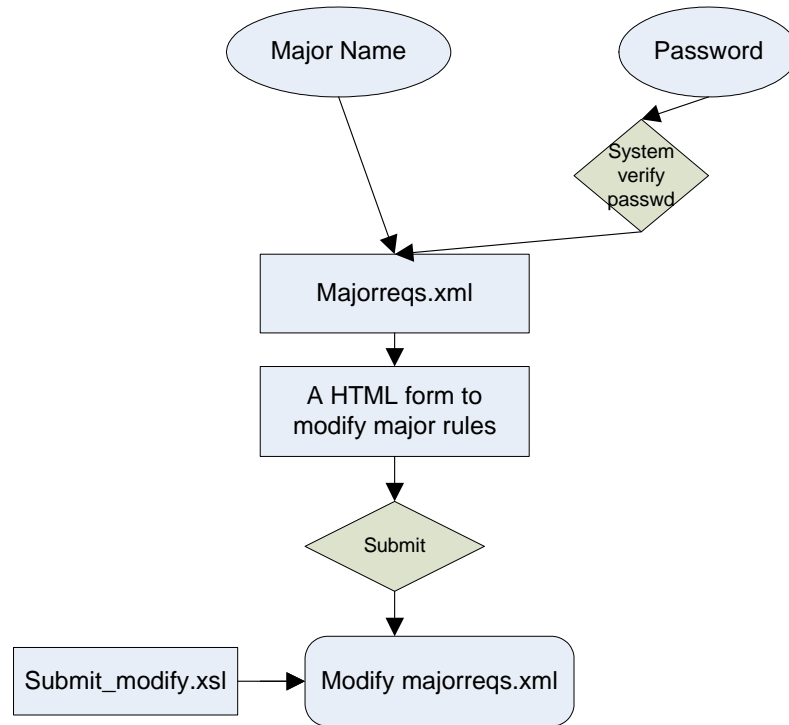 Major Name
Password
System
verify
passwd
Majorreqs.xml
A HTML form to
modify major rules
Submit
Submit_modify.xsl
Modify majorreqs.xml